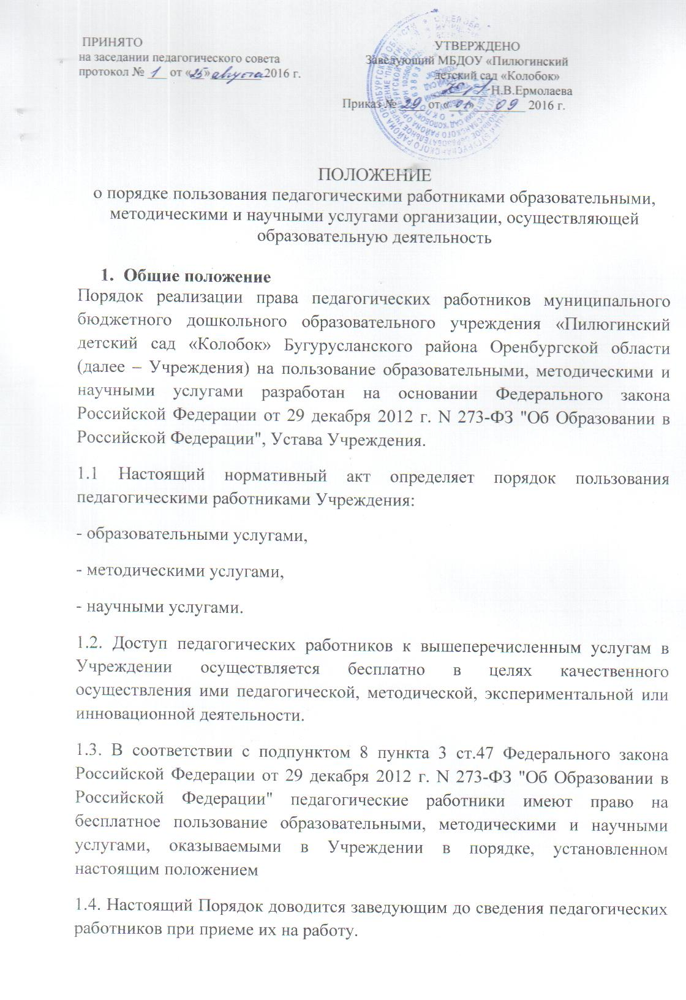 ПРИНЯТО
на заседании педагогического совета
протокол № 1 от «25» августа 2016 г.
УТВЕРЖДЕНО
Заведующий МБДОУ «Пилюгинский
детский сад «Колобок»
Н.В.Ермолаева
Приказ № 29 от «01» 09 2016 г.
ПОЛОЖЕНИЕ
о порядке пользования педагогическими работниками образовательными,
методическими и научными услугами организации, осуществляющей
образовательную деятельность
1. Общие положение
Порядок реализации права педагогических работников муниципального
бюджетного дошкольного образовательного учреждения «Пилюгинский
детский сад «Колобок» Бугурусланского района Оренбургской области
(далее – Учреждения) на пользование образовательными, методическими и
научными услугами разработан на основании Федерального закона
Российской Федерации от 29 декабря 2012 г. N 273-ФЗ "Об Образовании в
Российской Федерации", Устава Учреждения.
1.1 Настоящий нормативный акт определяет порядок пользования
педагогическими работниками Учреждения:
- образовательными услугами,
- методическими услугами,
- научными услугами.
1.2. Доступ педагогических работников к вышеперечисленным услугам в
Учреждении осуществляется бесплатно в целях качественного
осуществления ими педагогической, методической, экспериментальной или
инновационной деятельности.
1.3. В соответствии с подпунктом 8 пункта 3 ст.47 Федерального закона
Российской Федерации от 29 декабря 2012 г. N 273-ФЗ "Об Образовании в
Российской Федерации" педагогические работники имеют право на
бесплатное пользование образовательными, методическими и научными
услугами, оказываемыми в Учреждении в порядке, установленном
настоящим положением
1.4. Настоящий Порядок доводится заведующим до сведения педагогических
работников при приеме их на работу.